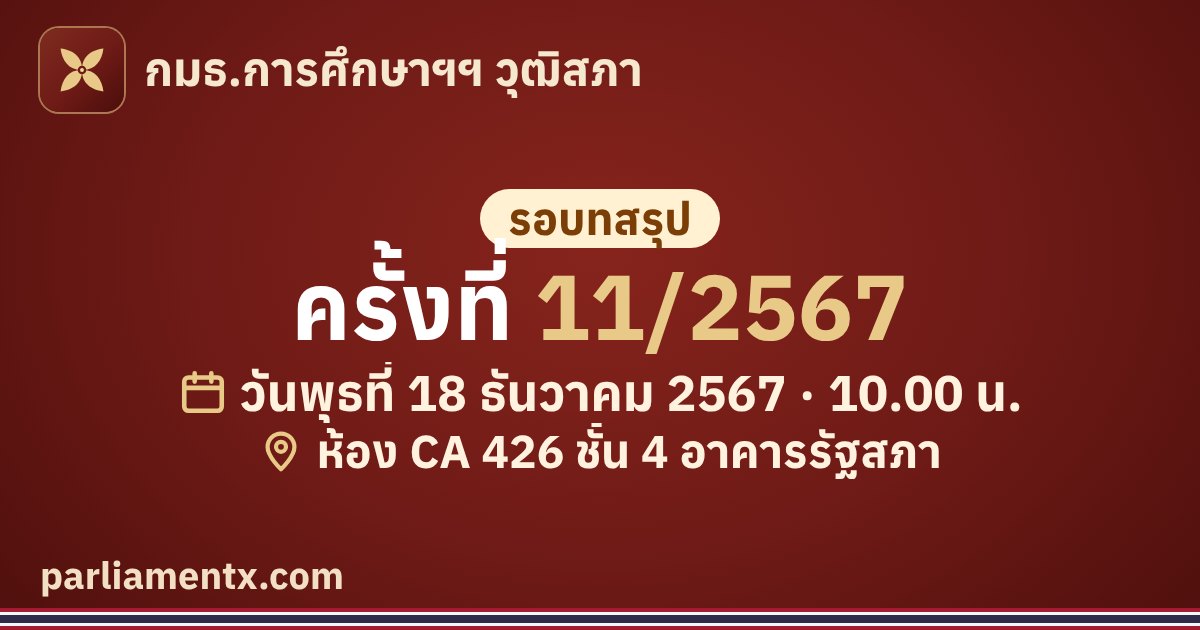 กมธ.การศึกษาฯฯ วุฒิสภา
รอบทสรุป
ครั้งที่ 11/2567
วันพุธที่ 18 ธันวาคม 2567 · 10.00 น.
ห้อง CA 426 ชั้น 4 อาคารรัฐสภา
parliamentx.com